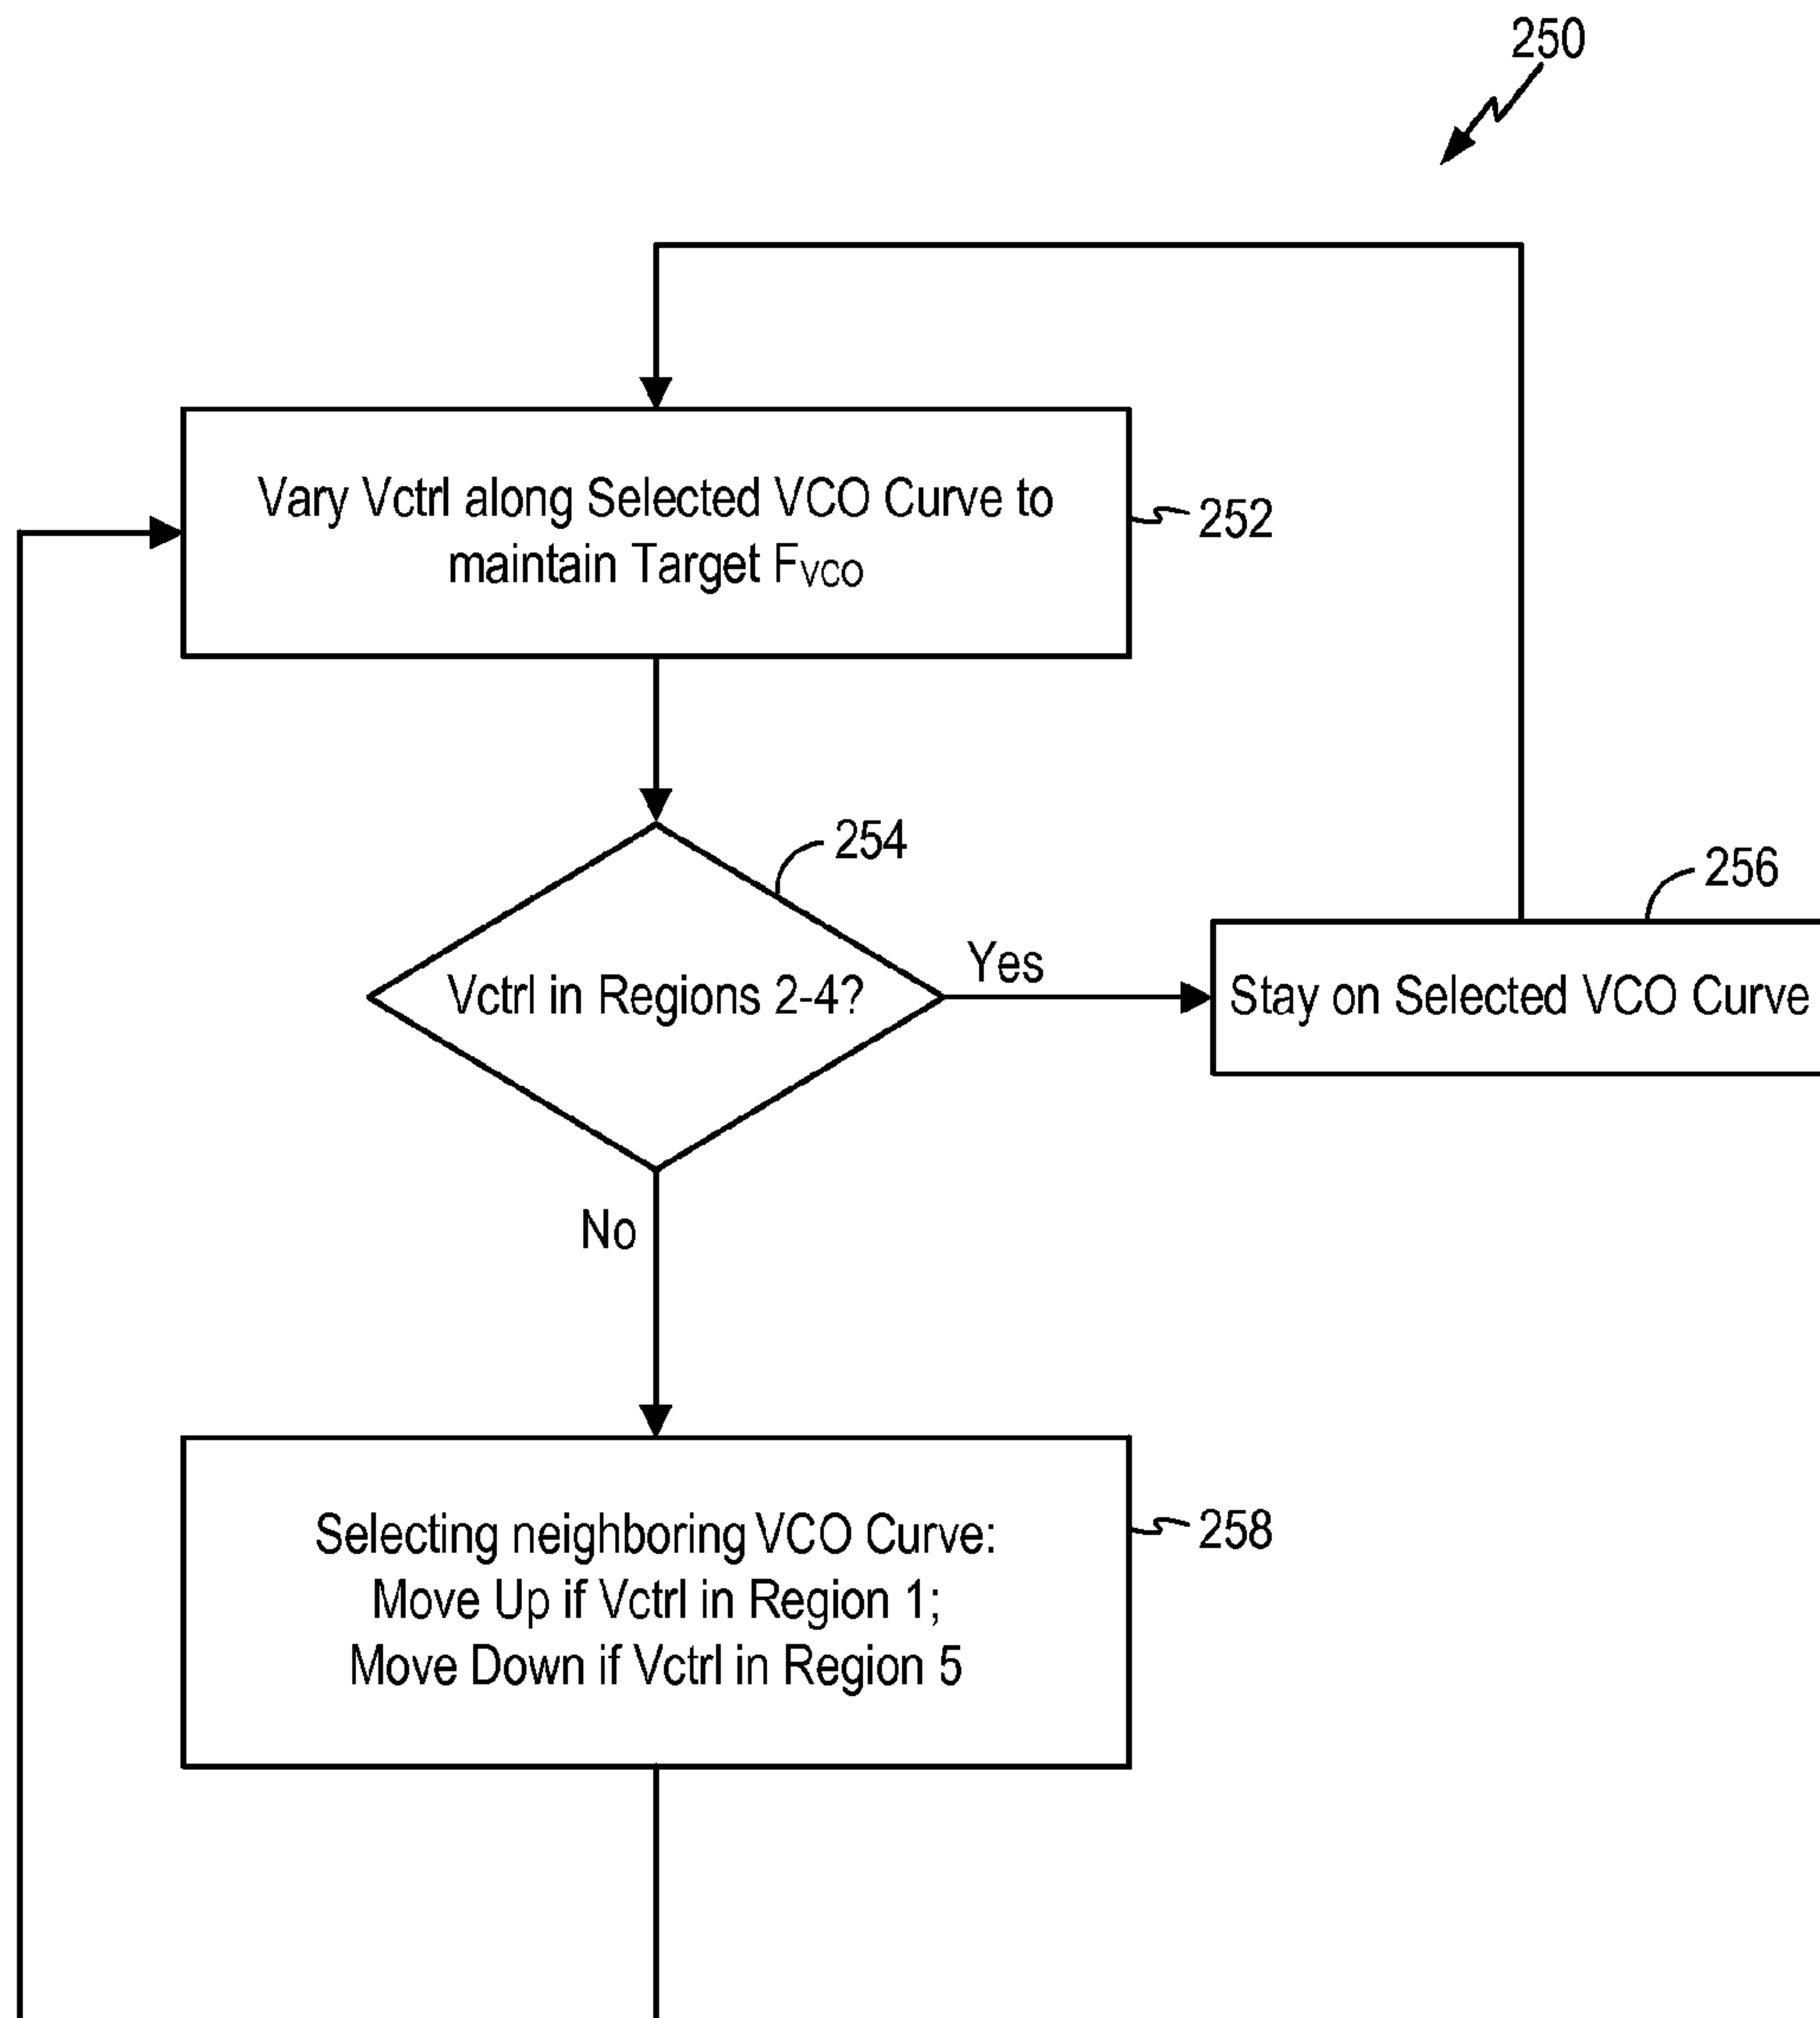 250
Vary Vctrl along Selected VCO Curve to
maintain Target FVCO
252
254
Vctrl in Regions 2-4?
Yes
256
Stay on Selected VCO Curve
No
Selecting neighboring VCO Curve:
Move Up if Vctrl in Region 1;
Move Down if Vctrl in Region 5
258